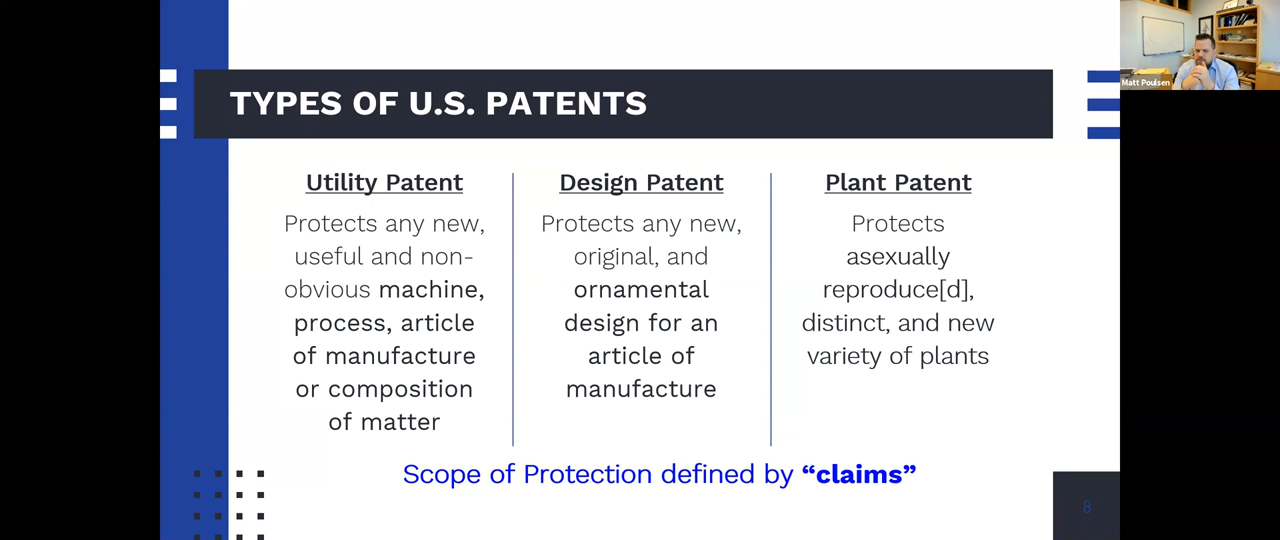 TYPES OF U.S. PATENTS
Matt Poulsen
Utility Patent
Protects any new,
useful and non-
obvious machine,
process, article
of manufacture
or composition
of matter
Design Patent
Protects any new,
original, and
ornamental
design for an
article of
manufacture
Plant Patent
Protects
asexually
reproduce[d],
distinct, and new
variety of plants
Scope of Protection defined by “claims”
8